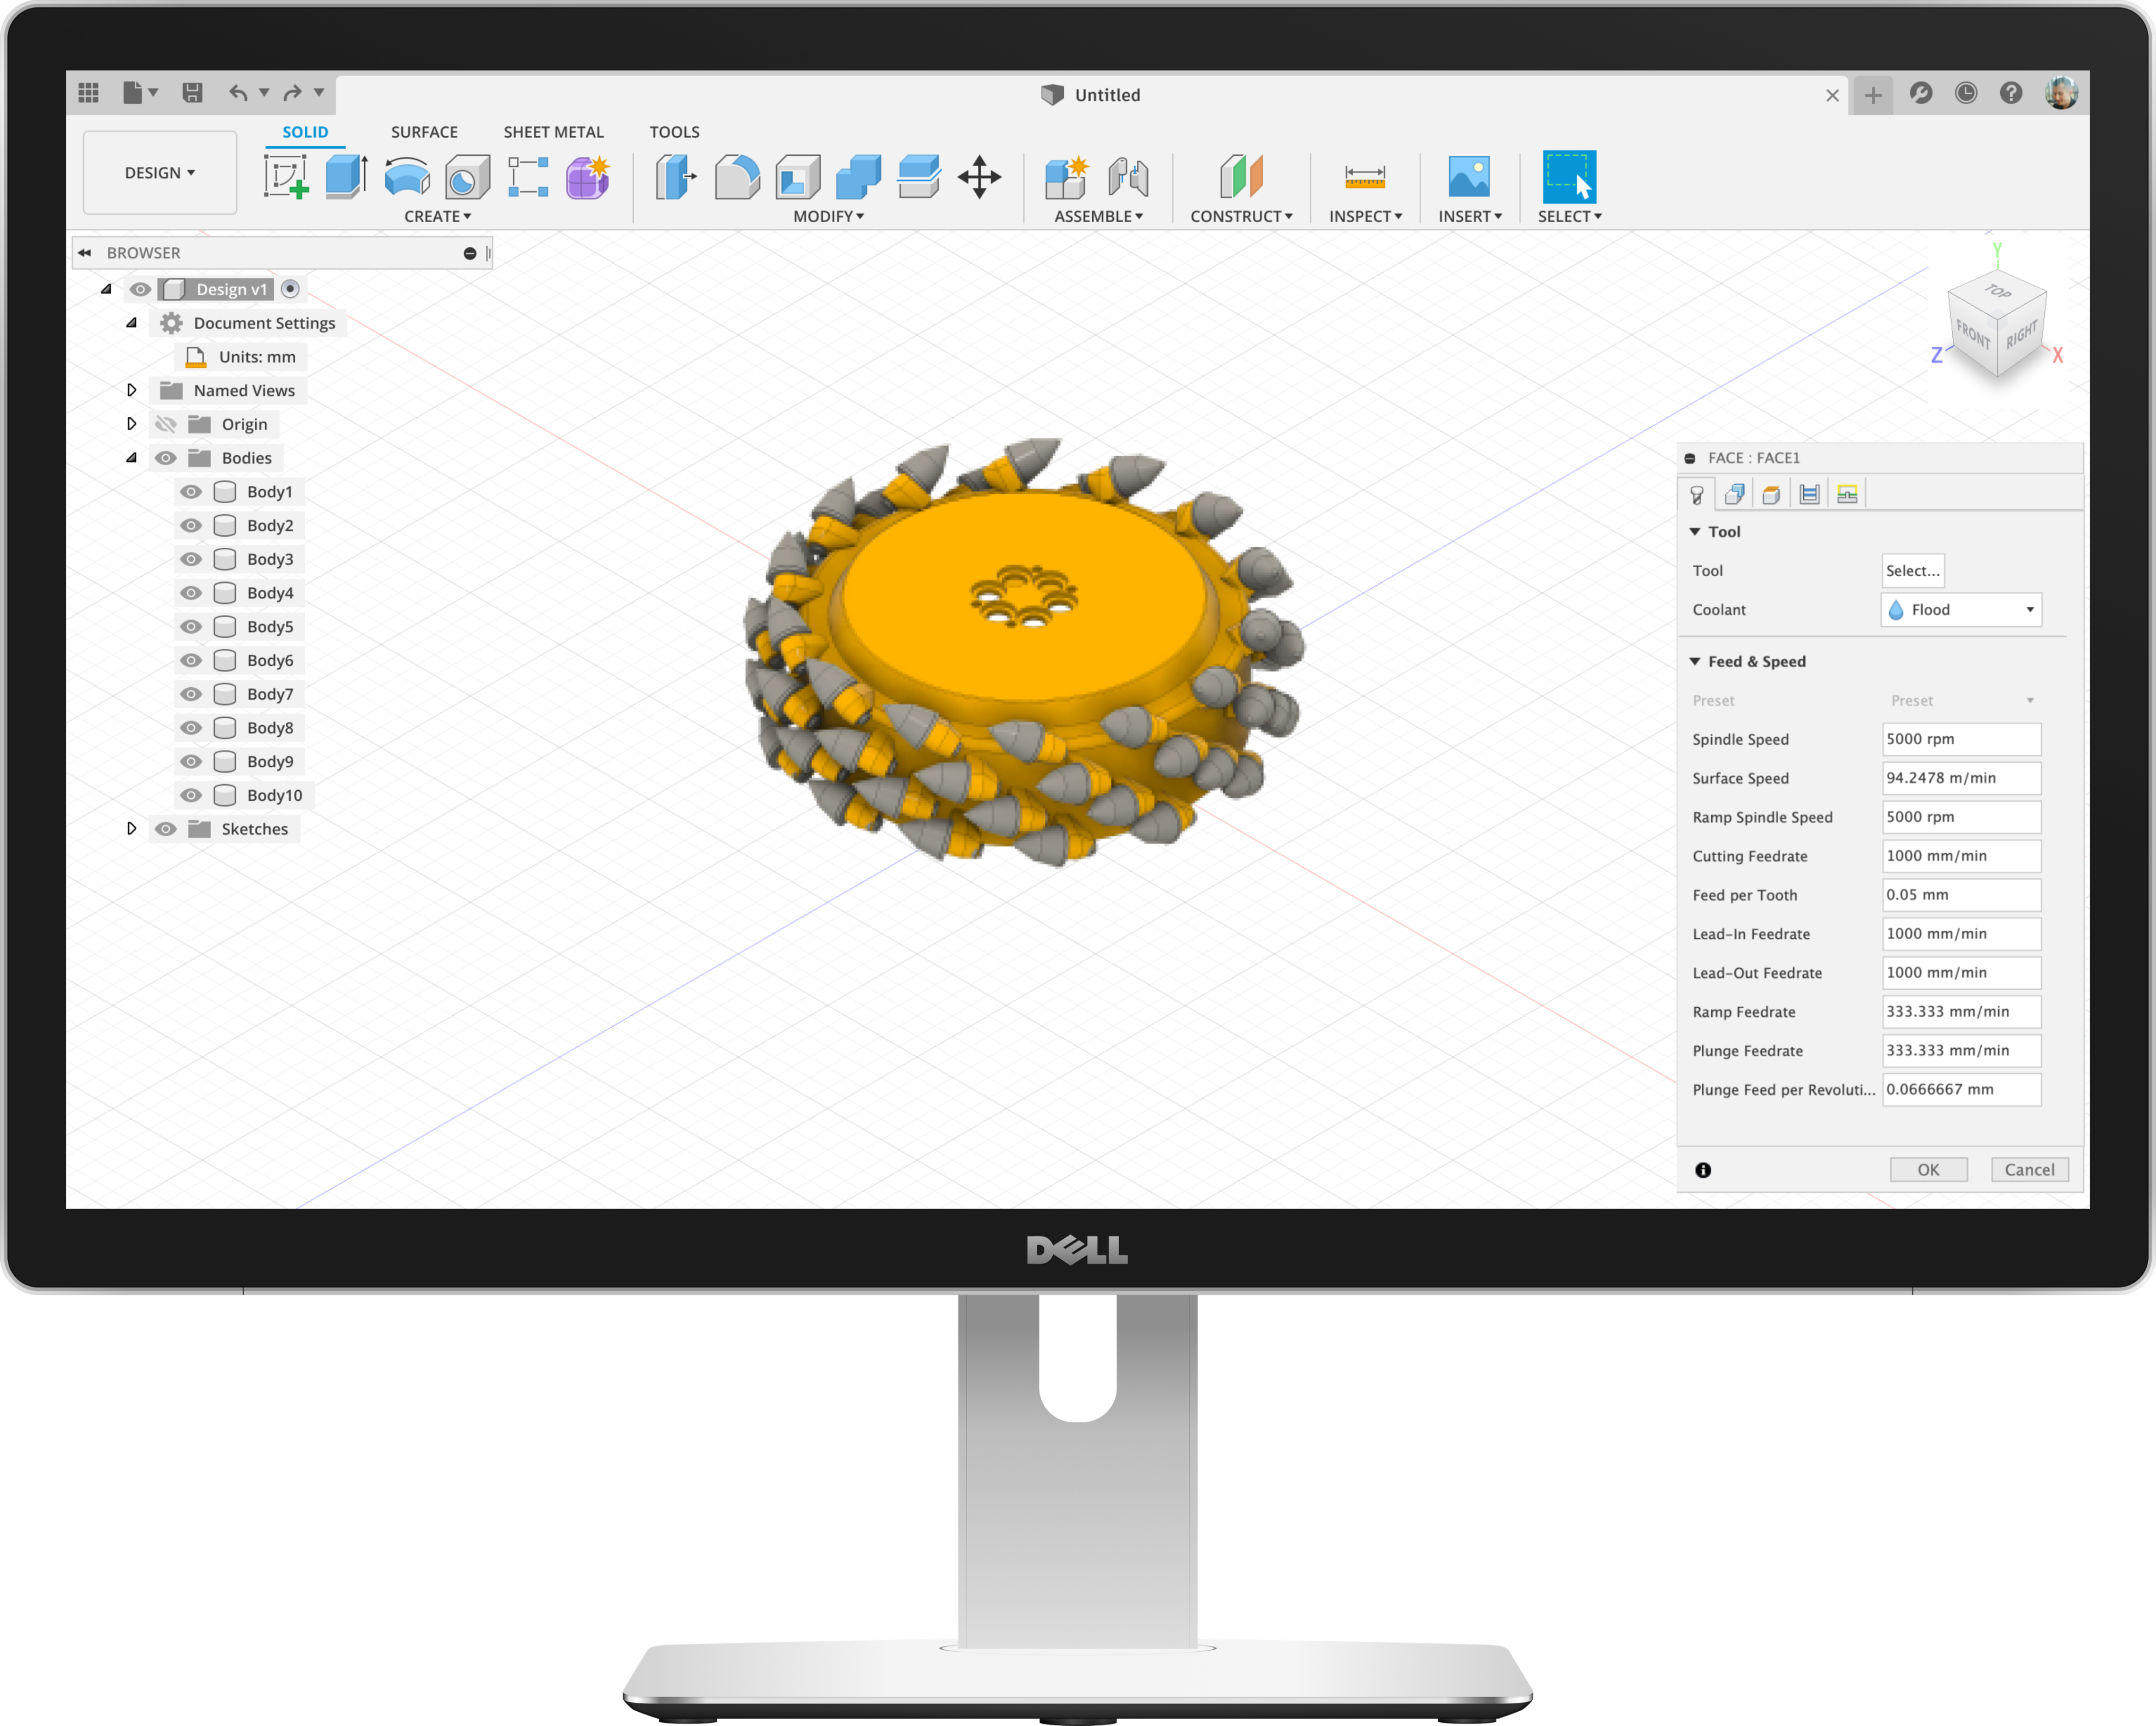 Untitled
SOLID SURFACE SHEET METAL TOOLS
DESIGN
CREATE MODIFY ASSEMBLE CONSTRUCT INSPECT INSERT SELECT
BROWSER
Design v1
Document Settings
Units: mm
Named Views
Origin
Bodies
Body1
Body2
Body3
Body4
Body5
Body6
Body7
Body8
Body9
Body10
Sketches
Y
TOP
FRONT RIGHT
Z X
FACE : FACE1
Tool
Tool Select...
Coolant Flood
Feed & Speed
Preset Preset
Spindle Speed 5000 rpm
Surface Speed 94.2478 m/min
Ramp Spindle Speed 5000 rpm
Cutting Feedrate 1000 mm/min
Feed per Tooth 0.05 mm
Lead-In Feedrate 1000 mm/min
Lead-Out Feedrate 1000 mm/min
Ramp Feedrate 333.333 mm/min
Plunge Feedrate 333.333 mm/min
Plunge Feed per Revoluti... 0.0666667 mm
OK Cancel
DELL